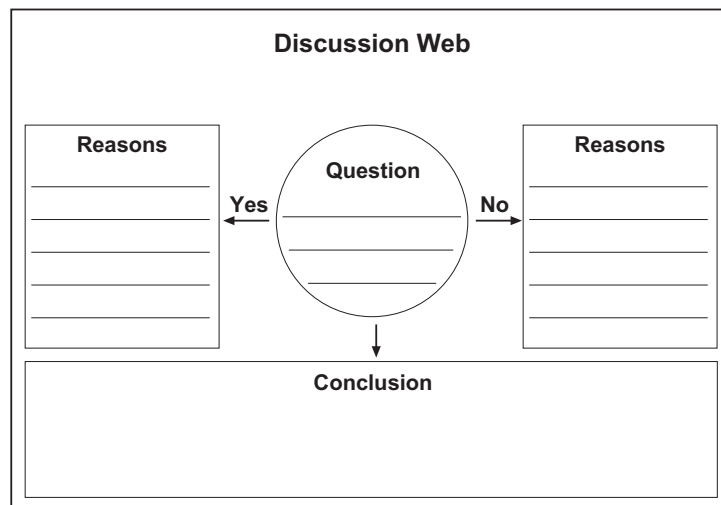 Discussion Web
Reasons
Question
Reasons
Yes
No
Conclusion